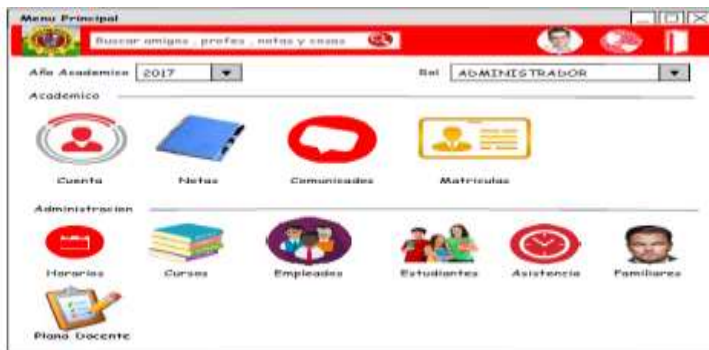 Menu Principal
Buscar amigos , profes , notas y cosas
Año Academico 2017 Rol ADMINISTRADOR
Academico
Cuenta Notas Comunicados Matriculas
Administracion
Horarios Cursos Empleados Estudiantes Asistencia Familiares
Plana Docente